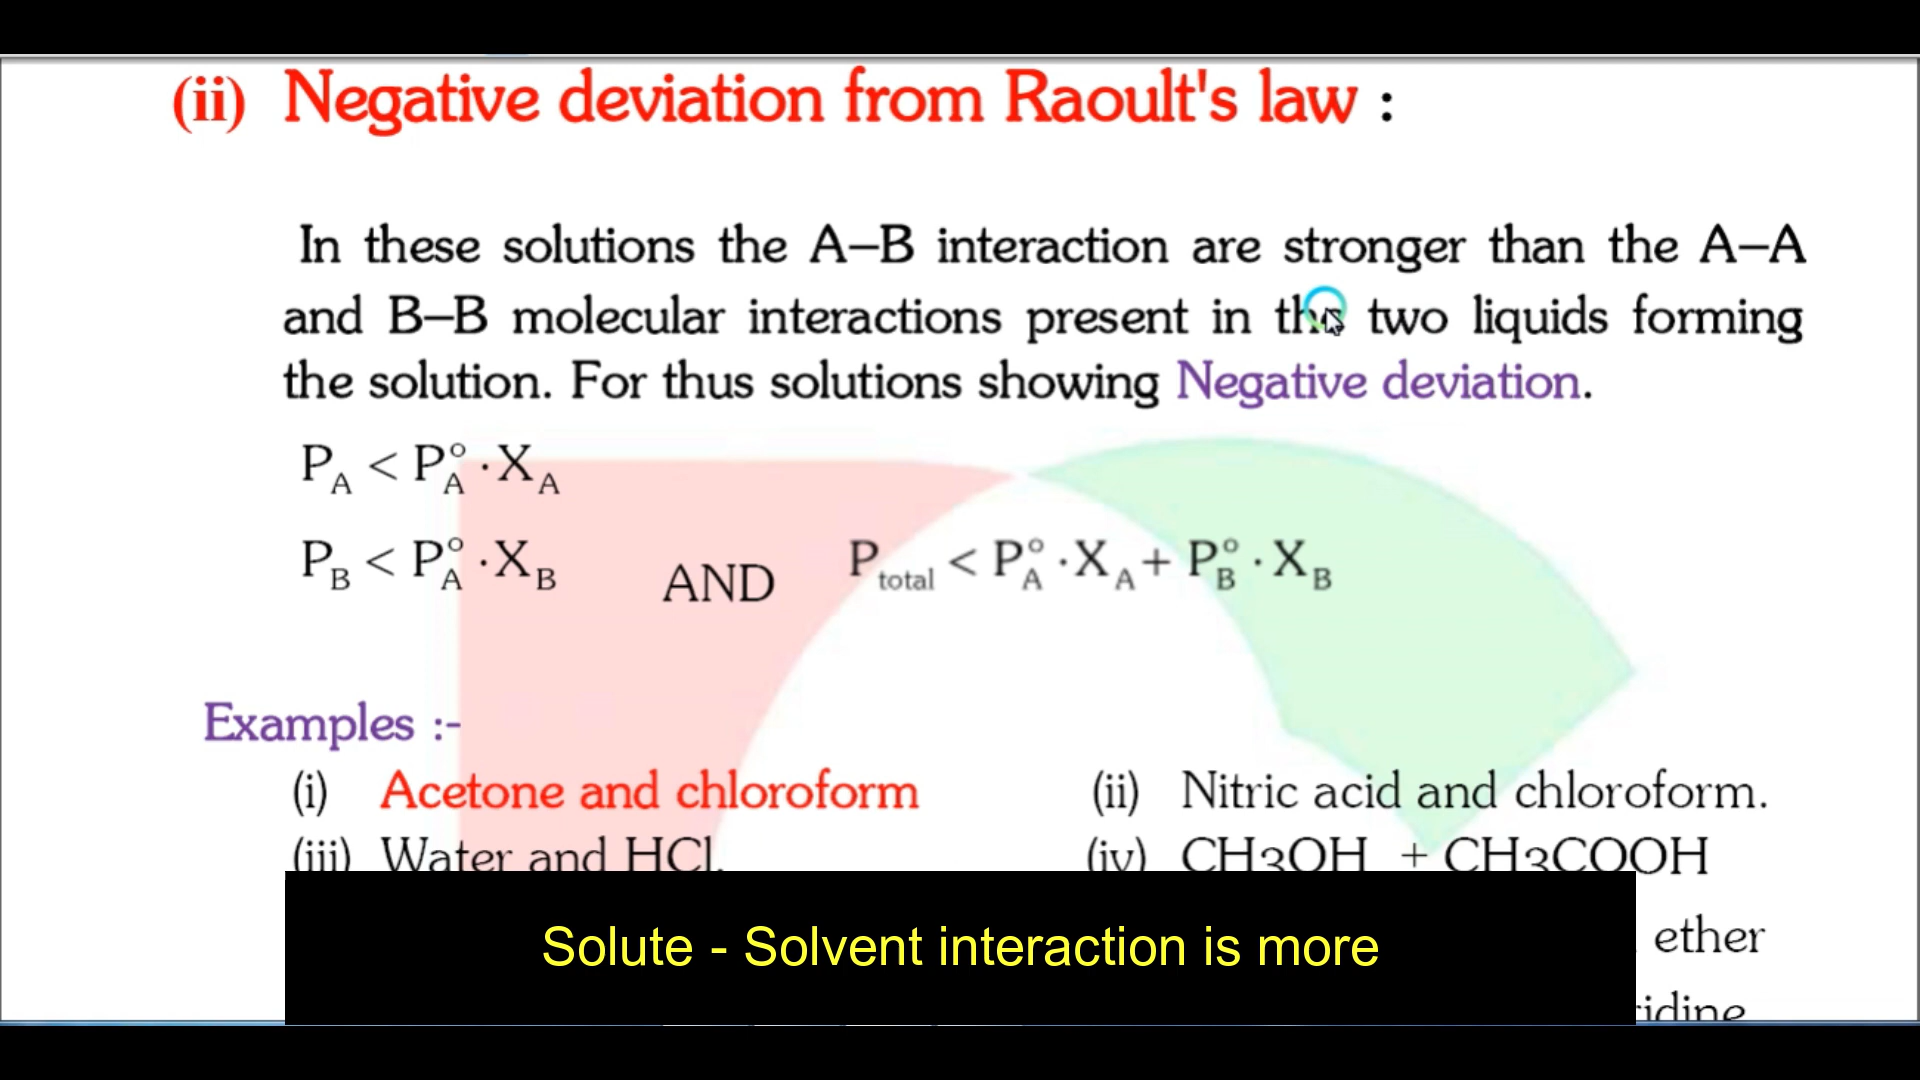 (ii) Negative deviation from Raoult's law :
In these solutions the A–B interaction are stronger than the A–A
and B–B molecular interactions present in the two liquids forming
the solution. For thus solutions showing Negative deviation.
P_A < P°_A · X_A
P_B < P°_A · X_B AND P_total < P°_A · X_A + P°_B · X_B
Examples :-
(i) Acetone and chloroform (ii) Nitric acid and chloroform.
(iii) Water and HCl. (iv) CH3OH + CH3COOH
ether
Solute - Solvent interaction is more